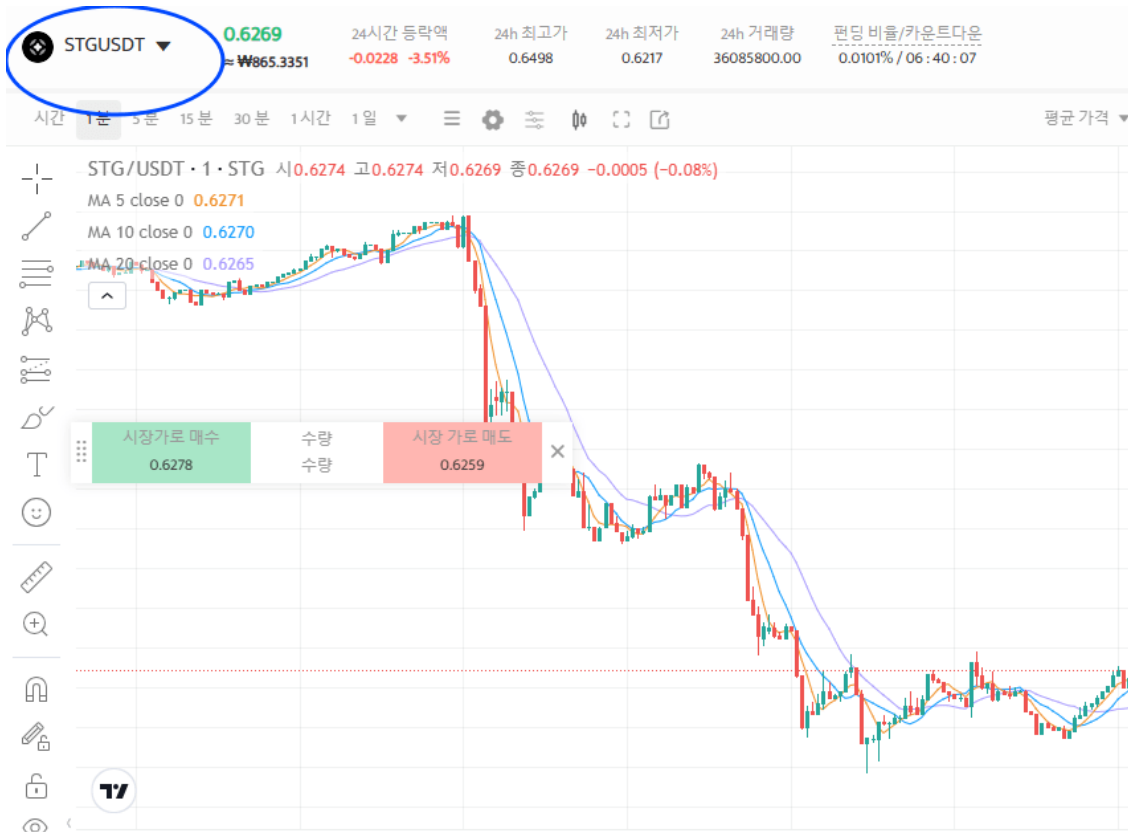 STGUSDT ▼
0.6269
≈ ₩865.3351
24시간 등락액
-0.0228 -3.51%
24h 최고가
0.6498
24h 최저가
0.6217
24h 거래량
36085800.00
펀딩 비율/카운트다운
0.0101% / 06 : 40 : 07
시간 1분 5 분 15 분 30 분 1시간 1 일 ▼
평균 가격 ▼
STG/USDT · 1 · STG 시0.6274 고0.6274 저0.6269 종0.6269 −0.0005 (−0.08%)
MA 5 close 0 0.6271
MA 10 close 0 0.6270
MA 20 close 0 0.6265
시장가로 매수
0.6278
수량
수량
시장 가로 매도
0.6259